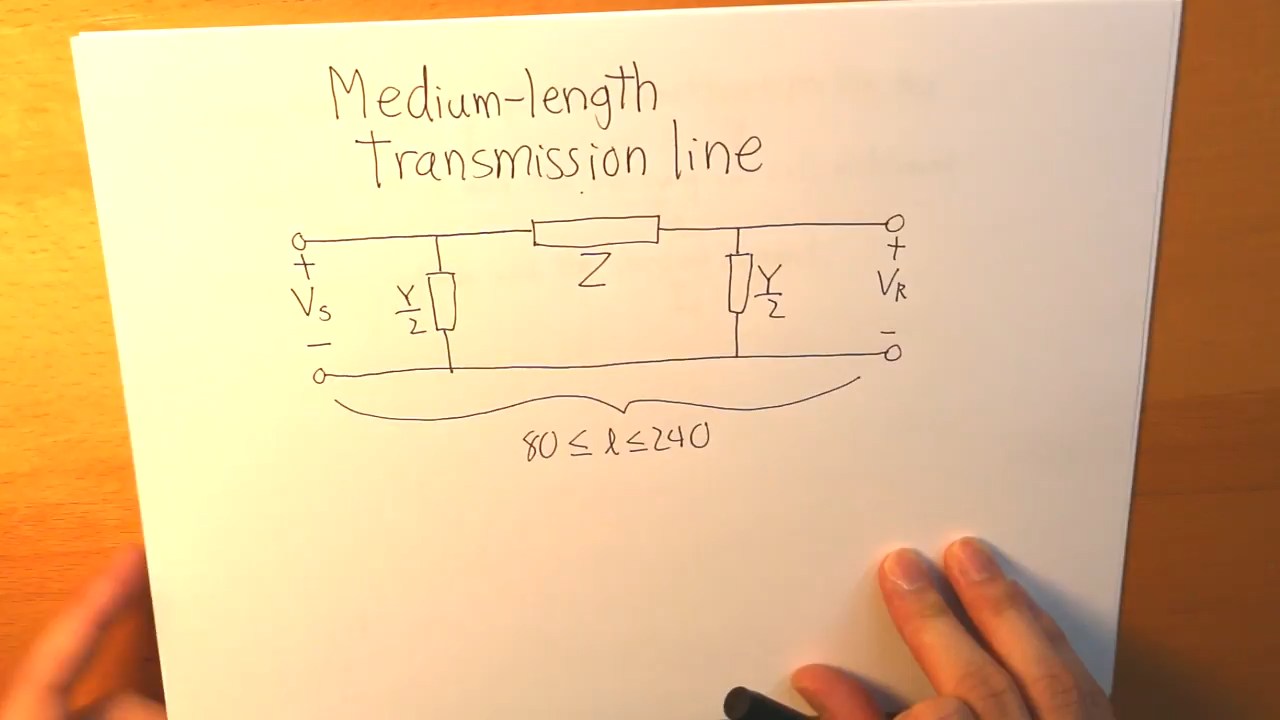 Medium-length
transmission line
+
Vs
-
Y/2
Z
Y/2
+
VR
-
80 ≤ l ≤ 240